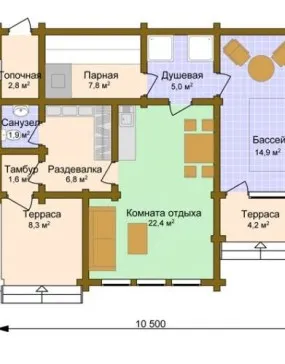 Топочная
2,8 м²
Парная
7,8 м²
Душевая
5,0 м²
Санузел
1,9 м²
Бассей
14,9 м²
Тамбур
1,6 м²
Раздевалка
6,8 м²
Терраса
8,3 м²
Комната отдыха
22,4 м²
Терраса
4,2 м²
10 500